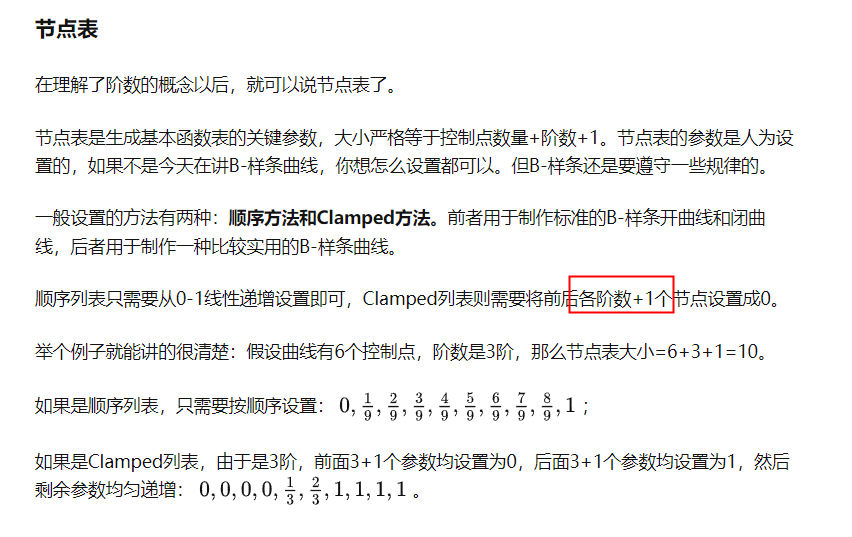 节点表
在理解了阶数的概念以后，就可以说节点表了。
节点表是生成基本函数表的关键参数，大小严格等于控制点数量+阶数+1。节点表的参数是人为设
置的，如果不是今天在讲B-样条曲线，你想怎么设置都可以。但B-样条还是要遵守一些规律的。
一般设置的方法有两种：顺序方法和Clamped方法。前者用于制作标准的B-样条开曲线和闭曲
线，后者用于制作一种比较实用的B-样条曲线。
顺序列表只需要从0-1线性递增设置即可，Clamped列表则需要将前后各阶数+1个节点设置成0。
举个例子就能讲的很清楚：假设曲线有6个控制点，阶数是3阶，那么节点表大小=6+3+1=10。
如果是顺序列表，只需要按顺序设置： 0, 1/9, 2/9, 3/9, 4/9, 5/9, 6/9, 7/9, 8/9, 1 ；
如果是Clamped列表，由于是3阶，前面3+1个参数均设置为0，后面3+1个参数均设置为1，然后
剩余参数均匀递增： 0, 0, 0, 0, 1/3, 2/3, 1, 1, 1, 1 。